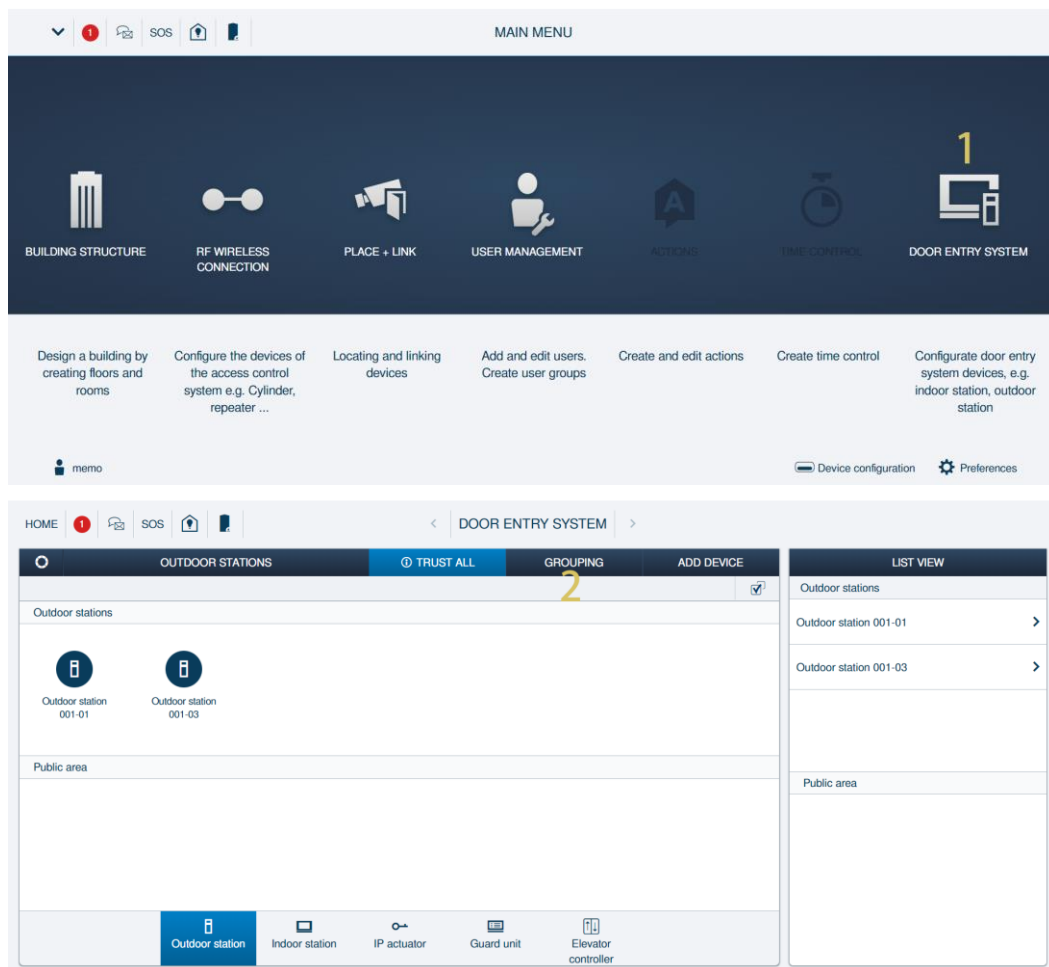 1 SOS MAIN MENU
1
BUILDING STRUCTURE
RF WIRELESS
CONNECTION
PLACE + LINK
USER MANAGEMENT
ACTIONS
TIME CONTROL
DOOR ENTRY SYSTEM
Design a building by
creating floors and
rooms
Configure the devices of
the access control
system e.g. Cylinder,
repeater ...
Locating and linking
devices
Add and edit users.
Create user groups
Create and edit actions
Create time control
Configurate door entry
system devices, e.g.
indoor station, outdoor
station
memo
Device configuration
Preferences
HOME 1 SOS < DOOR ENTRY SYSTEM >
OUTDOOR STATIONS TRUST ALL GROUPING ADD DEVICE
2
Outdoor stations
Outdoor station
001-01
Outdoor station
001-03
Public area
Outdoor station
Indoor station
IP actuator
Guard unit
Elevator
controller
LIST VIEW
Outdoor stations
Outdoor station 001-01
Outdoor station 001-03
Public area